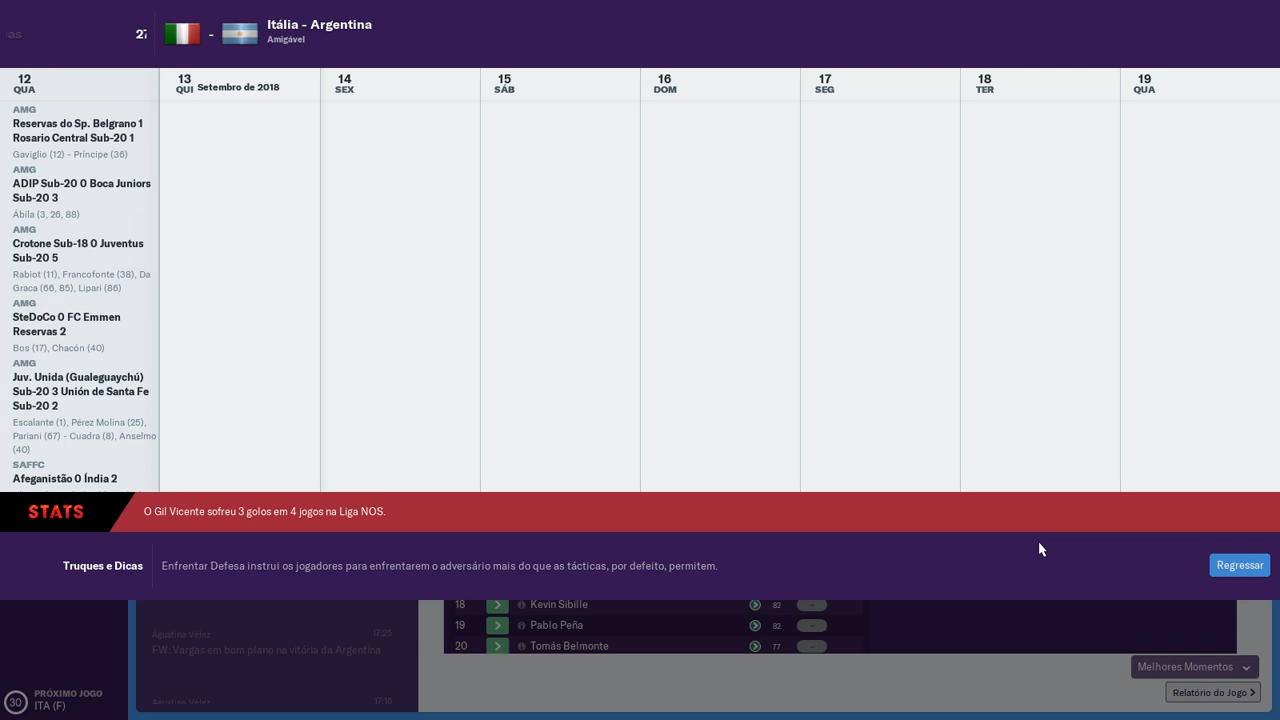 as
27
-
Itália - Argentina
Amigável
12
QUA
13
QUI Setembro de 2018
14
SEX
15
SÁB
16
DOM
17
SEG
18
TER
19
QUA
AMG
Reservas do Sp. Belgrano 1
Rosario Central Sub-20 1
Gaviglio (12) - Príncipe (36)
AMG
ADIP Sub-20 0 Boca Juniors
Sub-20 3
Ábila (3, 26, 88)
AMG
Crotone Sub-18 0 Juventus
Sub-20 5
Rabiot (11), Francofonte (38), Da
Graca (66, 85), Lipari (86)
AMG
SteDoCo 0 FC Emmen
Reservas 2
Bos (17), Chacón (40)
AMG
Juv. Unida (Gualeguaychú)
Sub-20 3 Unión de Santa Fe
Sub-20 2
Escalante (1), Pérez Molina (25),
Pariani (67) - Cuadra (8), Anselmo
(40)
SAFFC
Afeganistão 0 Índia 2
STATS
O Gil Vicente sofreu 3 golos em 4 jogos na Liga NOS.
Truques e Dicas
Enfrentar Defesa instrui os jogadores para enfrentarem o adversário mais do que as tácticas, por defeito, permitem.
Regressar
18 Kevin Sibille 82 -
19 Pablo Peña 82 -
20 Tomás Belmonte 77 -
Agustina Vélez 17:25
FW: Vargas em bom plano na vitória da Argentina
Agustina Vélez 17:16
Melhores Momentos
Relatório do Jogo
30
PRÓXIMO JOGO
ITA (F)